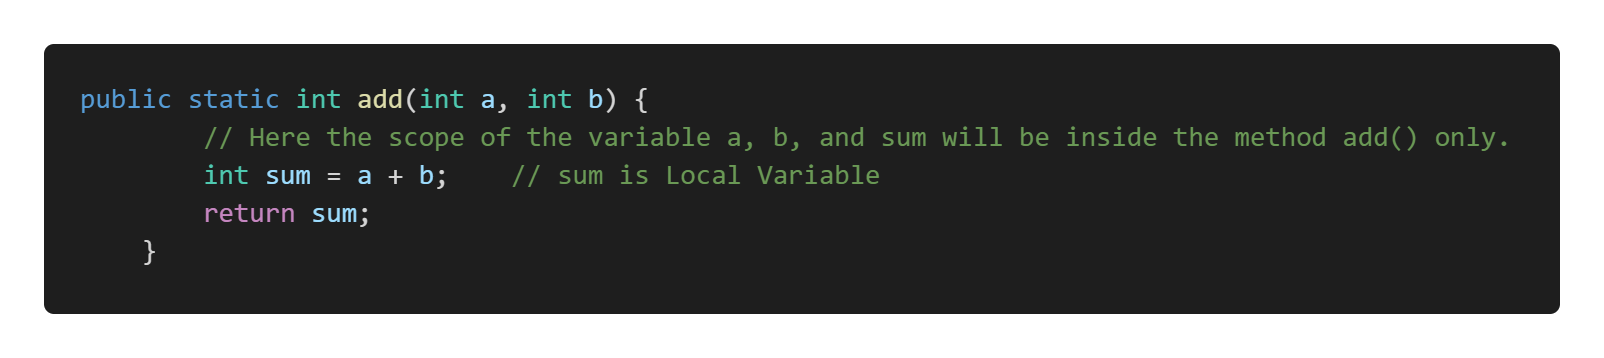 public static int add(int a, int b) {
        // Here the scope of the variable a, b, and sum will be inside the method add() only.
        int sum = a + b;    // sum is Local Variable
        return sum;
    }